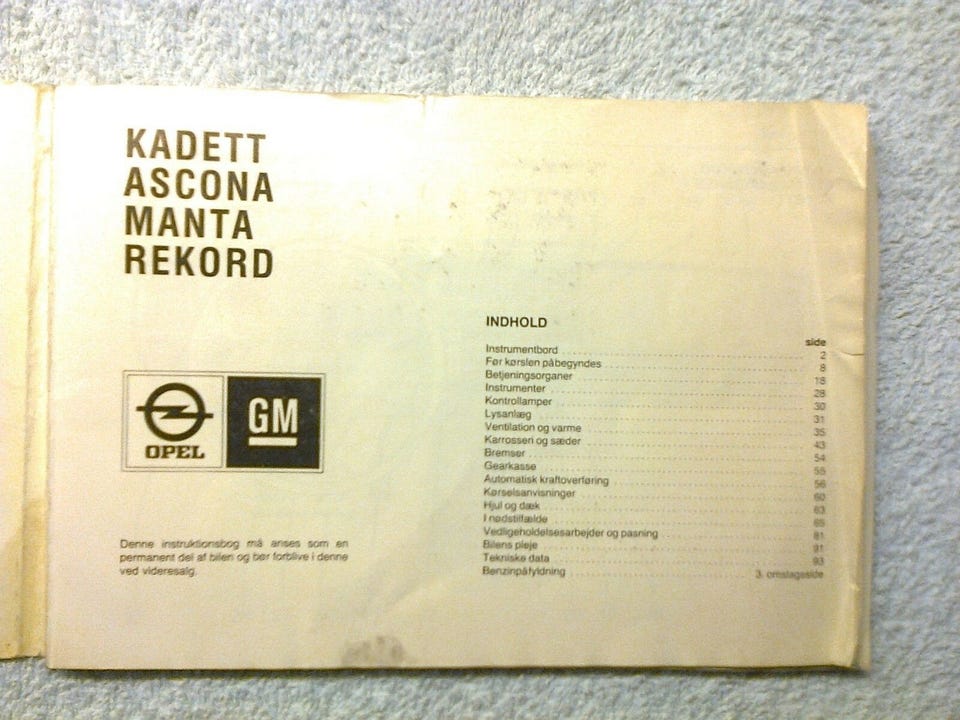 KADETT
ASCONA
MANTA
REKORD
OPEL
GM
Denne instruktionsbog må anses som en
permanent del af bilen og bør forblive i denne
ved videresalg.
INDHOLD
side
Instrumentbord 2
Før kørslen påbegyndes 8
Betjeningsorganer 18
Instrumenter 28
Kontrollamper 30
Lysanlæg 31
Ventilation og varme 35
Karrosseri og sæder 43
Bremser 54
Gearkasse 55
Automatisk kraftoverføring 56
Kørselsanvisninger 60
Hjul og dæk 63
I nødstilfælde 65
Vedligeholdelsesarbejder og pasning 81
Bilens pleje 91
Tekniske data 93
Benzinpåfyldning 3. omslagsside